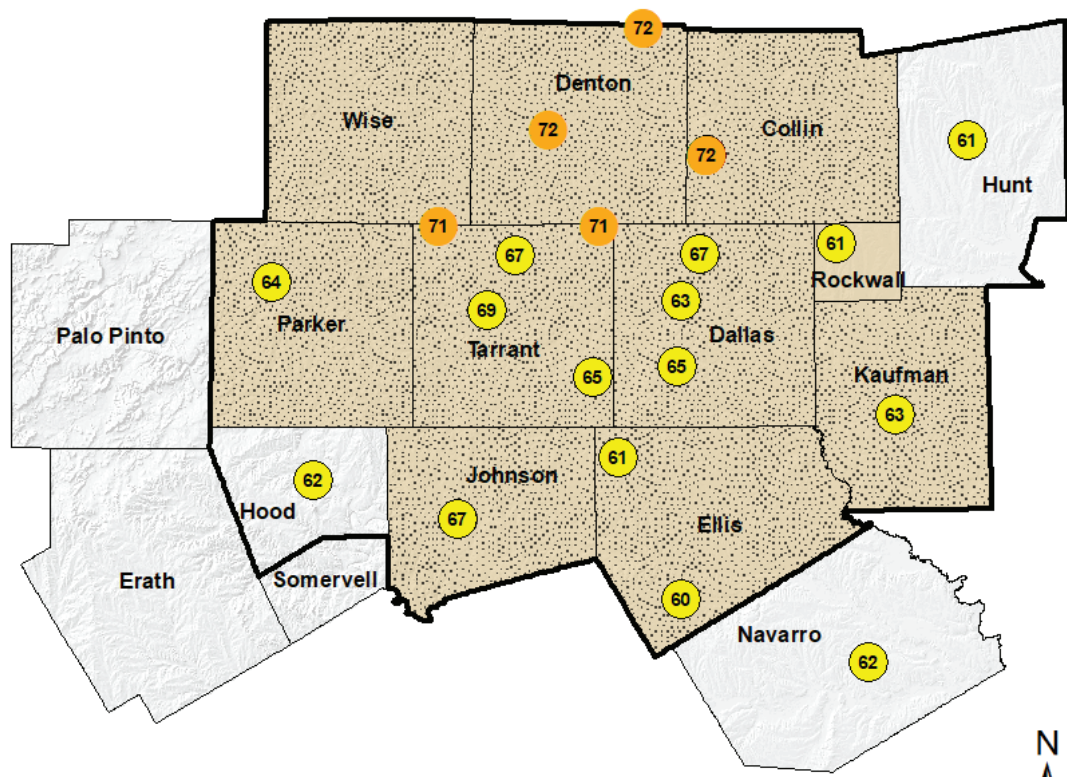 72
Denton
Wise
72
Collin
72
61
Hunt
71
71
67
67
61
64
Rockwall
69
63
Parker
Palo Pinto
Tarrant
Dallas
65
65
Kaufman
63
61
Johnson
62
Hood
67
Ellis
Erath
Somervell
60
Navarro
62
N